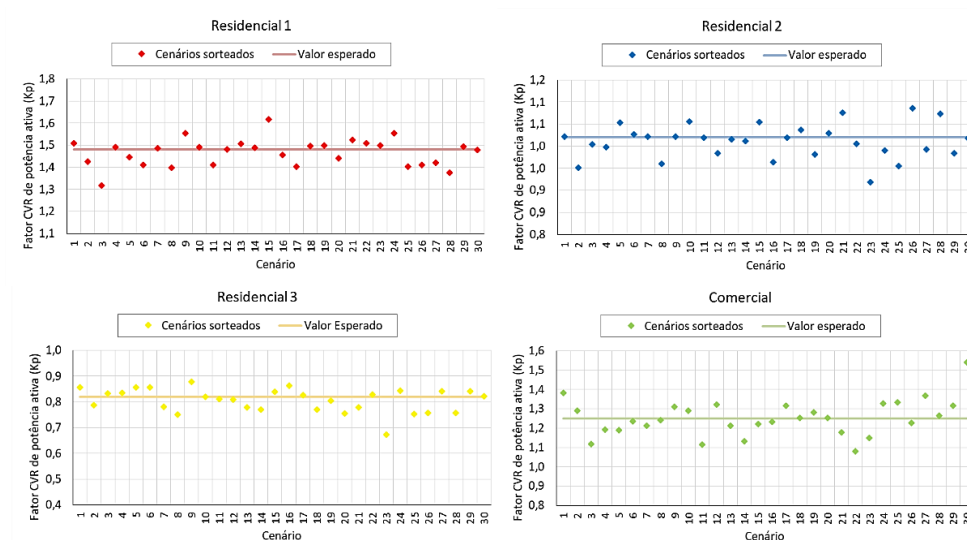 Residencial 1
Cenários sorteados Valor esperado
Fator CVR de potência ativa (Kp)
1,8
1,7
1,6
1,5
1,4
1,3
1,2
1,1
1 2 3 4 5 6 7 8 9 10 11 12 13 14 15 16 17 18 19 20 21 22 23 24 25 26 27 28 29 30
Cenário
Residencial 2
Cenários sorteados Valor esperado
Fator CVR de potência ativa (Kp)
1,2
1,1
1,1
1,0
1,0
0,9
0,9
0,8
1 2 3 4 5 6 7 8 9 10 11 12 13 14 15 16 17 18 19 20 21 22 23 24 25 26 27 28 29
Cenário
Residencial 3
Cenários sorteados Valor Esperado
Fator CVR de potência ativa (Kp)
1,0
0,9
0,8
0,7
0,6
0,5
0,4
1 2 3 4 5 6 7 8 9 10 11 12 13 14 15 16 17 18 19 20 21 22 23 24 25 26 27 28 29 30
Cenário
Comercial
Cenários sorteados Valor esperado
Fator CVR de potência ativa (Kp)
1,6
1,5
1,4
1,3
1,2
1,1
1,0
0,9
0,8
1 2 3 4 5 6 7 8 9 10 11 12 13 14 15 16 17 18 19 20 21 22 23 24 25 26 27 28 29
Cenário